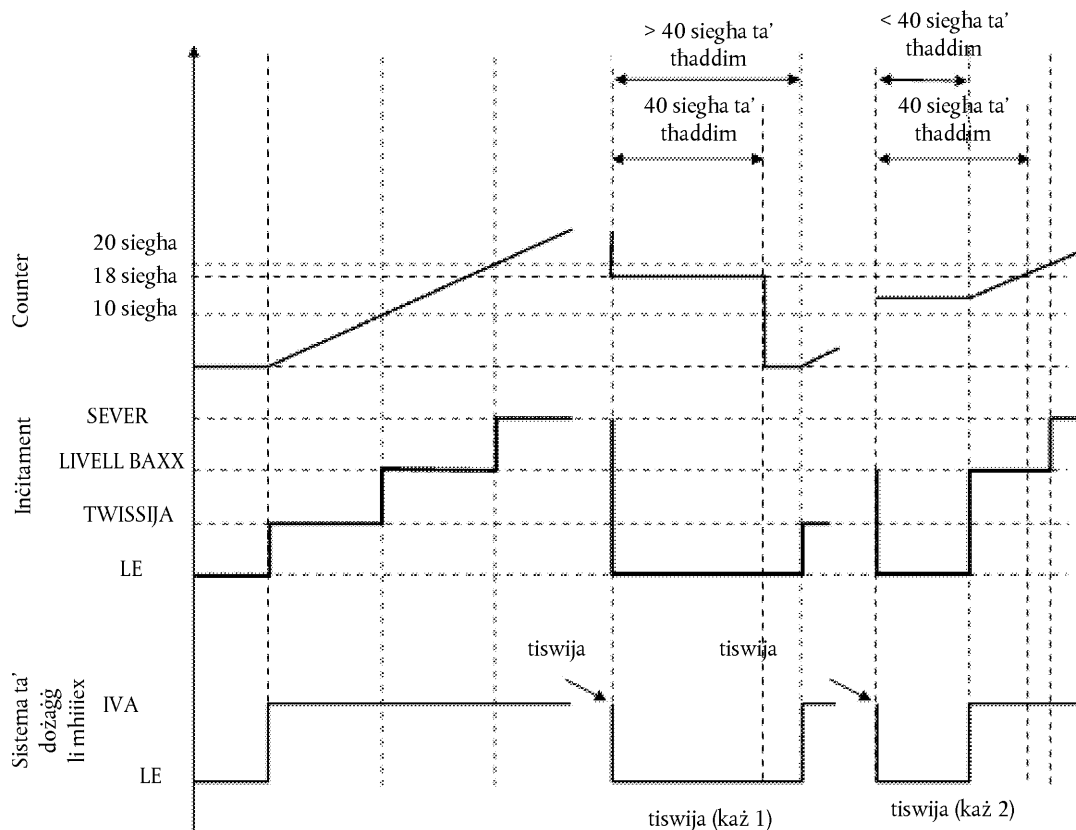 > 40 siegħa ta’
tħaddim
< 40 siegħa ta’
tħaddim
40 siegħa ta’
tħaddim
40 siegħa ta’
tħaddim
Counter
20 siegħa
18 siegħa
10 siegħa
Inċitament
SEVER
LIVELL BAXX
TWISSIJA
LE
Sistema ta’
dożaġġ
li mhiiiex
IVA
LE
tiswija
tiswija
tiswija (każ 1)
tiswija (każ 2)